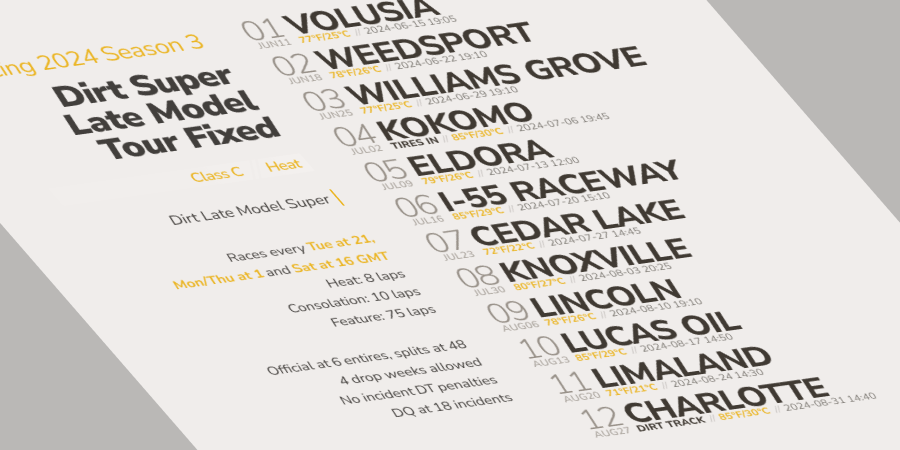 ing 2024 Season 3
Dirt Super
Late Model
Tour Fixed
Class C Heat
Dirt Late Model Super
Races every Tue at 21,
Mon/Thu at 1 and Sat at 16 GMT
Heat: 8 laps
Consolation: 10 laps
Feature: 75 laps
Official at 6 entires, splits at 48
4 drop weeks allowed
No incident DT penalties
DQ at 18 incidents
01 VOLUSIA
JUN11 77°F/25°C // 2024-06-15 19:05
02 WEEDSPORT
JUN18 78°F/26°C // 2024-06-22 19:10
03 WILLIAMS GROVE
JUN25 77°F/25°C // 2024-06-29 19:10
04 KOKOMO
JUL02 TIRES IN // 85°F/30°C // 2024-07-06 19:45
05 ELDORA
JUL09 79°F/26°C // 2024-07-13 12:00
06 I-55 RACEWAY
JUL16 85°F/29°C // 2024-07-20 15:10
07 CEDAR LAKE
JUL23 72°F/22°C // 2024-07-27 14:45
08 KNOXVILLE
JUL30 80°F/27°C // 2024-08-03 20:25
09 LINCOLN
AUG06 78°F/26°C // 2024-08-10 19:10
10 LUCAS OIL
AUG13 85°F/29°C // 2024-08-17 14:50
11 LIMALAND
AUG20 71°F/21°C // 2024-08-24 14:30
12 CHARLOTTE
AUG27 DIRT TRACK // 85°F/30°C // 2024-08-31 14:40